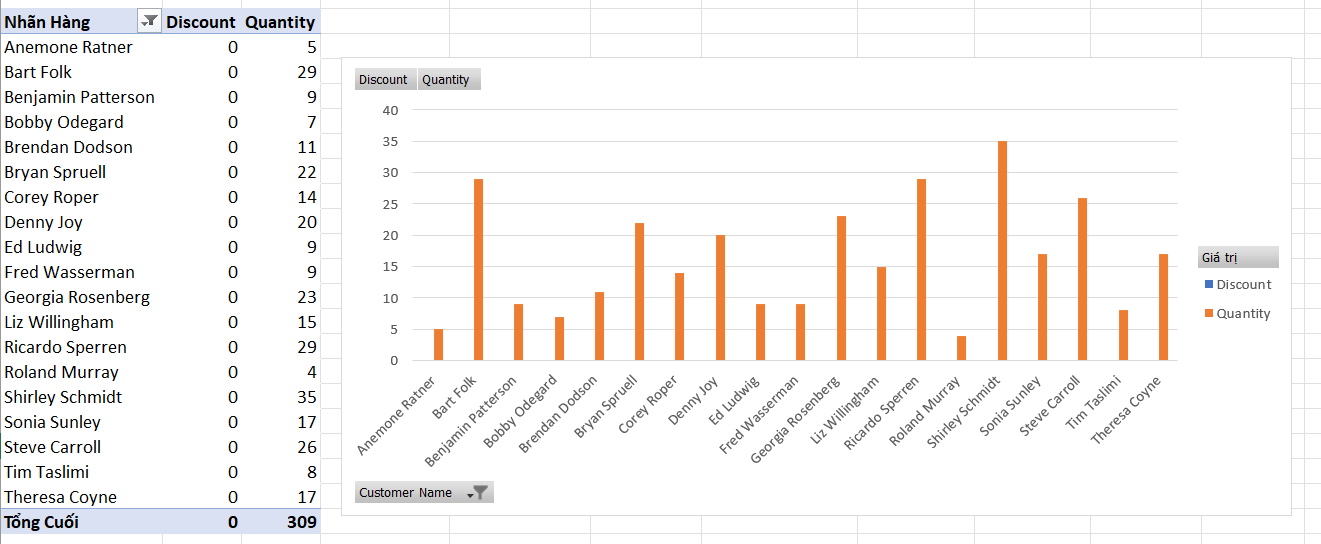 Nhãn Hàng Discount Quantity
Anemone Ratner 0 5
Bart Folk 0 29
Benjamin Patterson 0 9
Bobby Odegard 0 7
Brendan Dodson 0 11
Bryan Spruell 0 22
Corey Roper 0 14
Denny Joy 0 20
Ed Ludwig 0 9
Fred Wasserman 0 9
Georgia Rosenberg 0 23
Liz Willingham 0 15
Ricardo Sperren 0 29
Roland Murray 0 4
Shirley Schmidt 0 35
Sonia Sunley 0 17
Steve Carroll 0 26
Tim Taslimi 0 8
Theresa Coyne 0 17
Tổng Cuối 0 309
Discount Quantity
40
35
30
25
20
15
10
5
0
Anemone Ratner
Bart Folk
Benjamin Patterson
Bobby Odegard
Brendan Dodson
Bryan Spruell
Corey Roper
Denny Joy
Ed Ludwig
Fred Wasserman
Georgia Rosenberg
Liz Willingham
Ricardo Sperren
Roland Murray
Shirley Schmidt
Sonia Sunley
Steve Carroll
Tim Taslimi
Theresa Coyne
Giá trị
Discount
Quantity
Customer Name